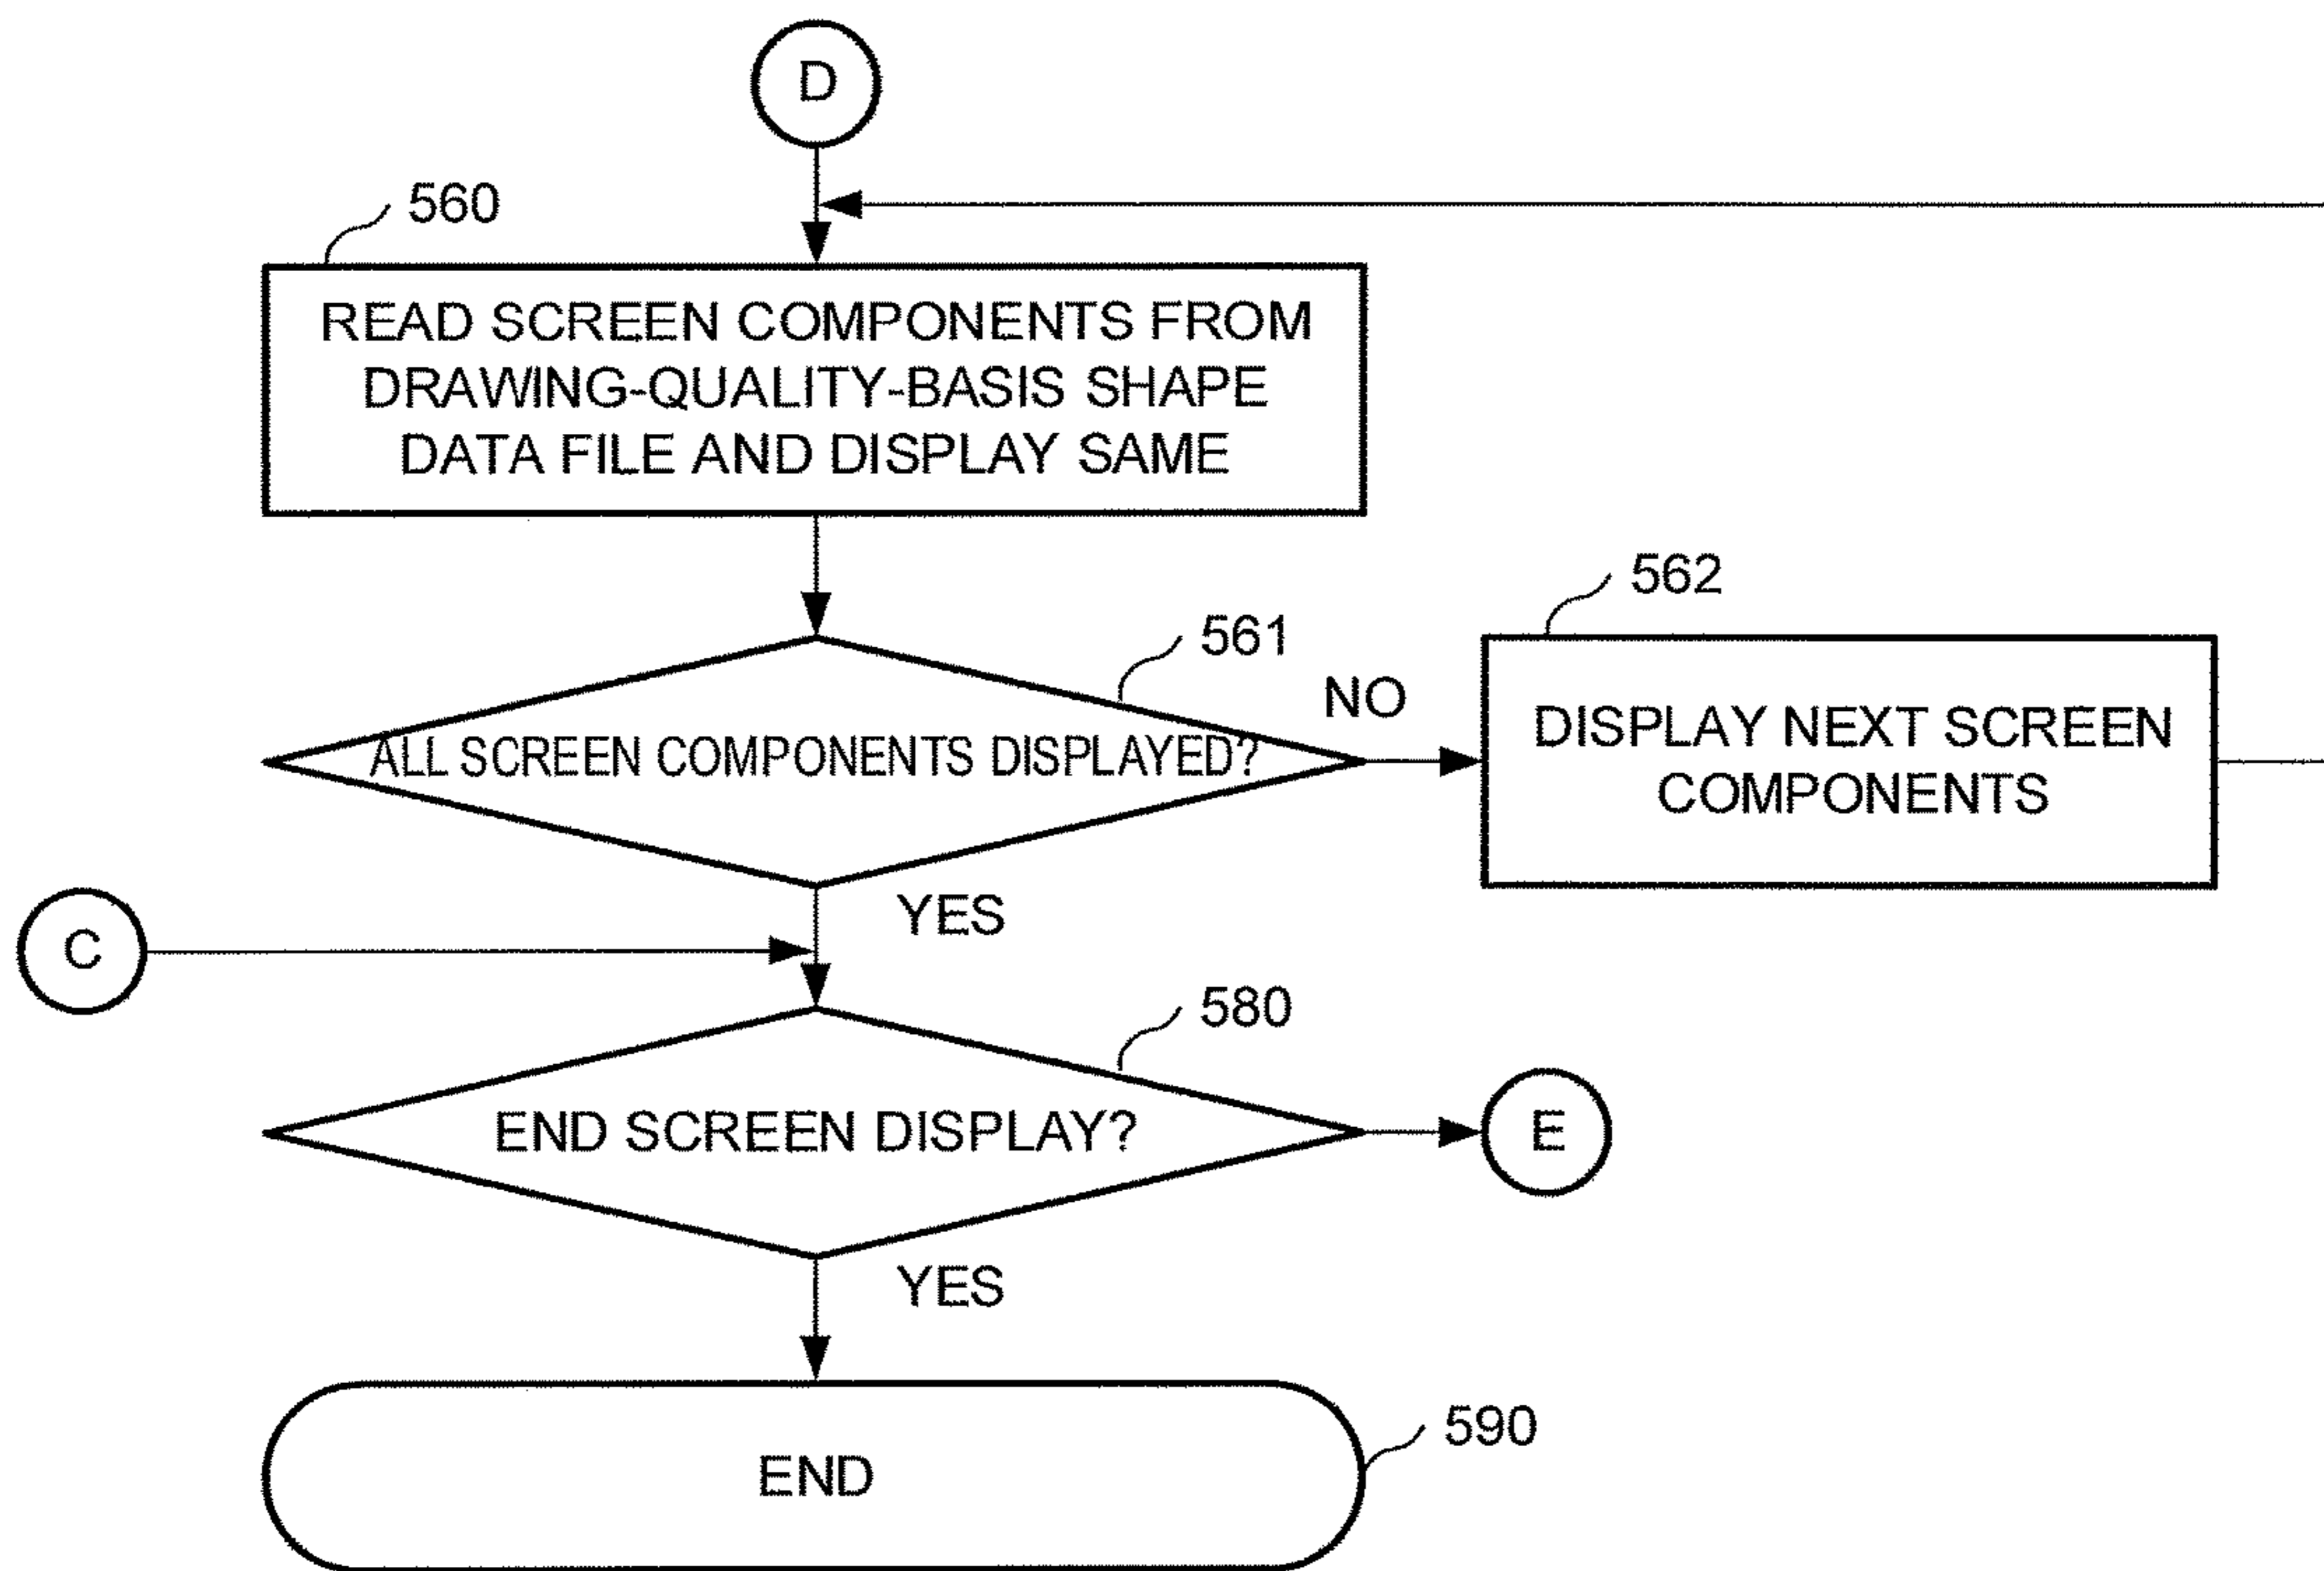 D
560
READ SCREEN COMPONENTS FROM
DRAWING-QUALITY-BASIS SHAPE
DATA FILE AND DISPLAY SAME
561
ALL SCREEN COMPONENTS DISPLAYED?
NO
562
DISPLAY NEXT SCREEN
COMPONENTS
YES
C
580
END SCREEN DISPLAY?
E
YES
END
590